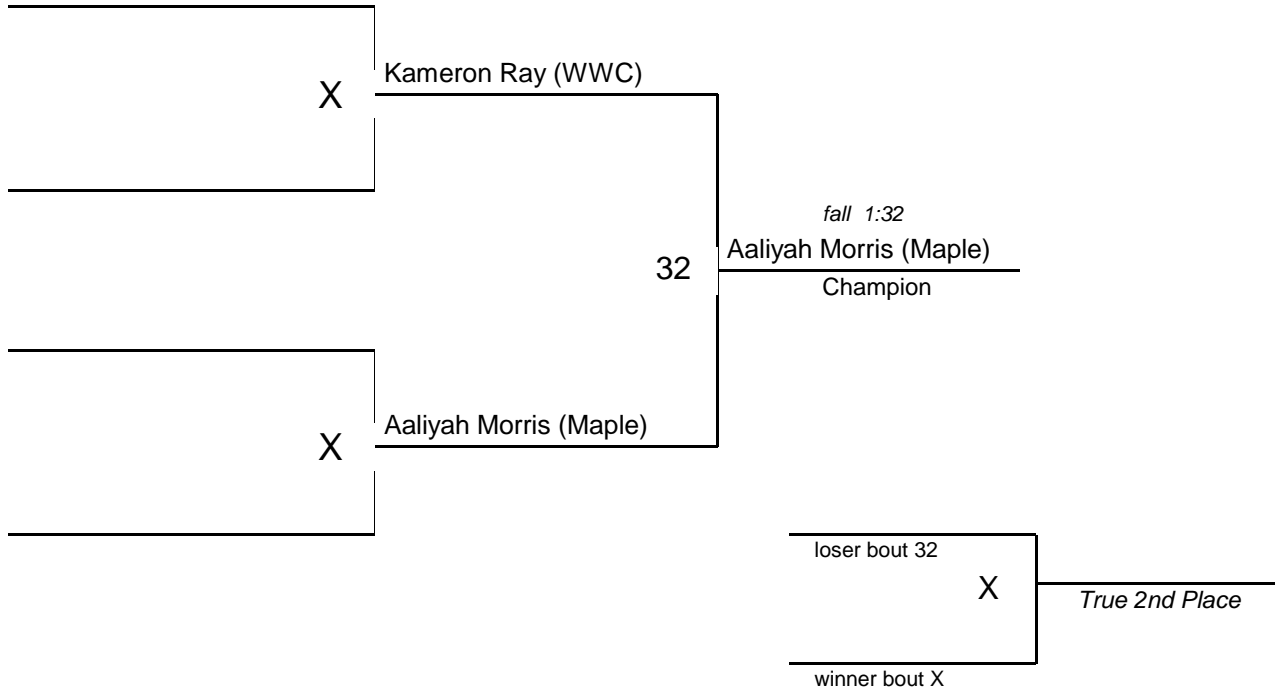 Kameron Ray (WWC)
X
fall 1:32
Aaliyah Morris (Maple)
32
Champion
Aaliyah Morris (Maple)
X
loser bout 32
X
True 2nd Place
winner bout X